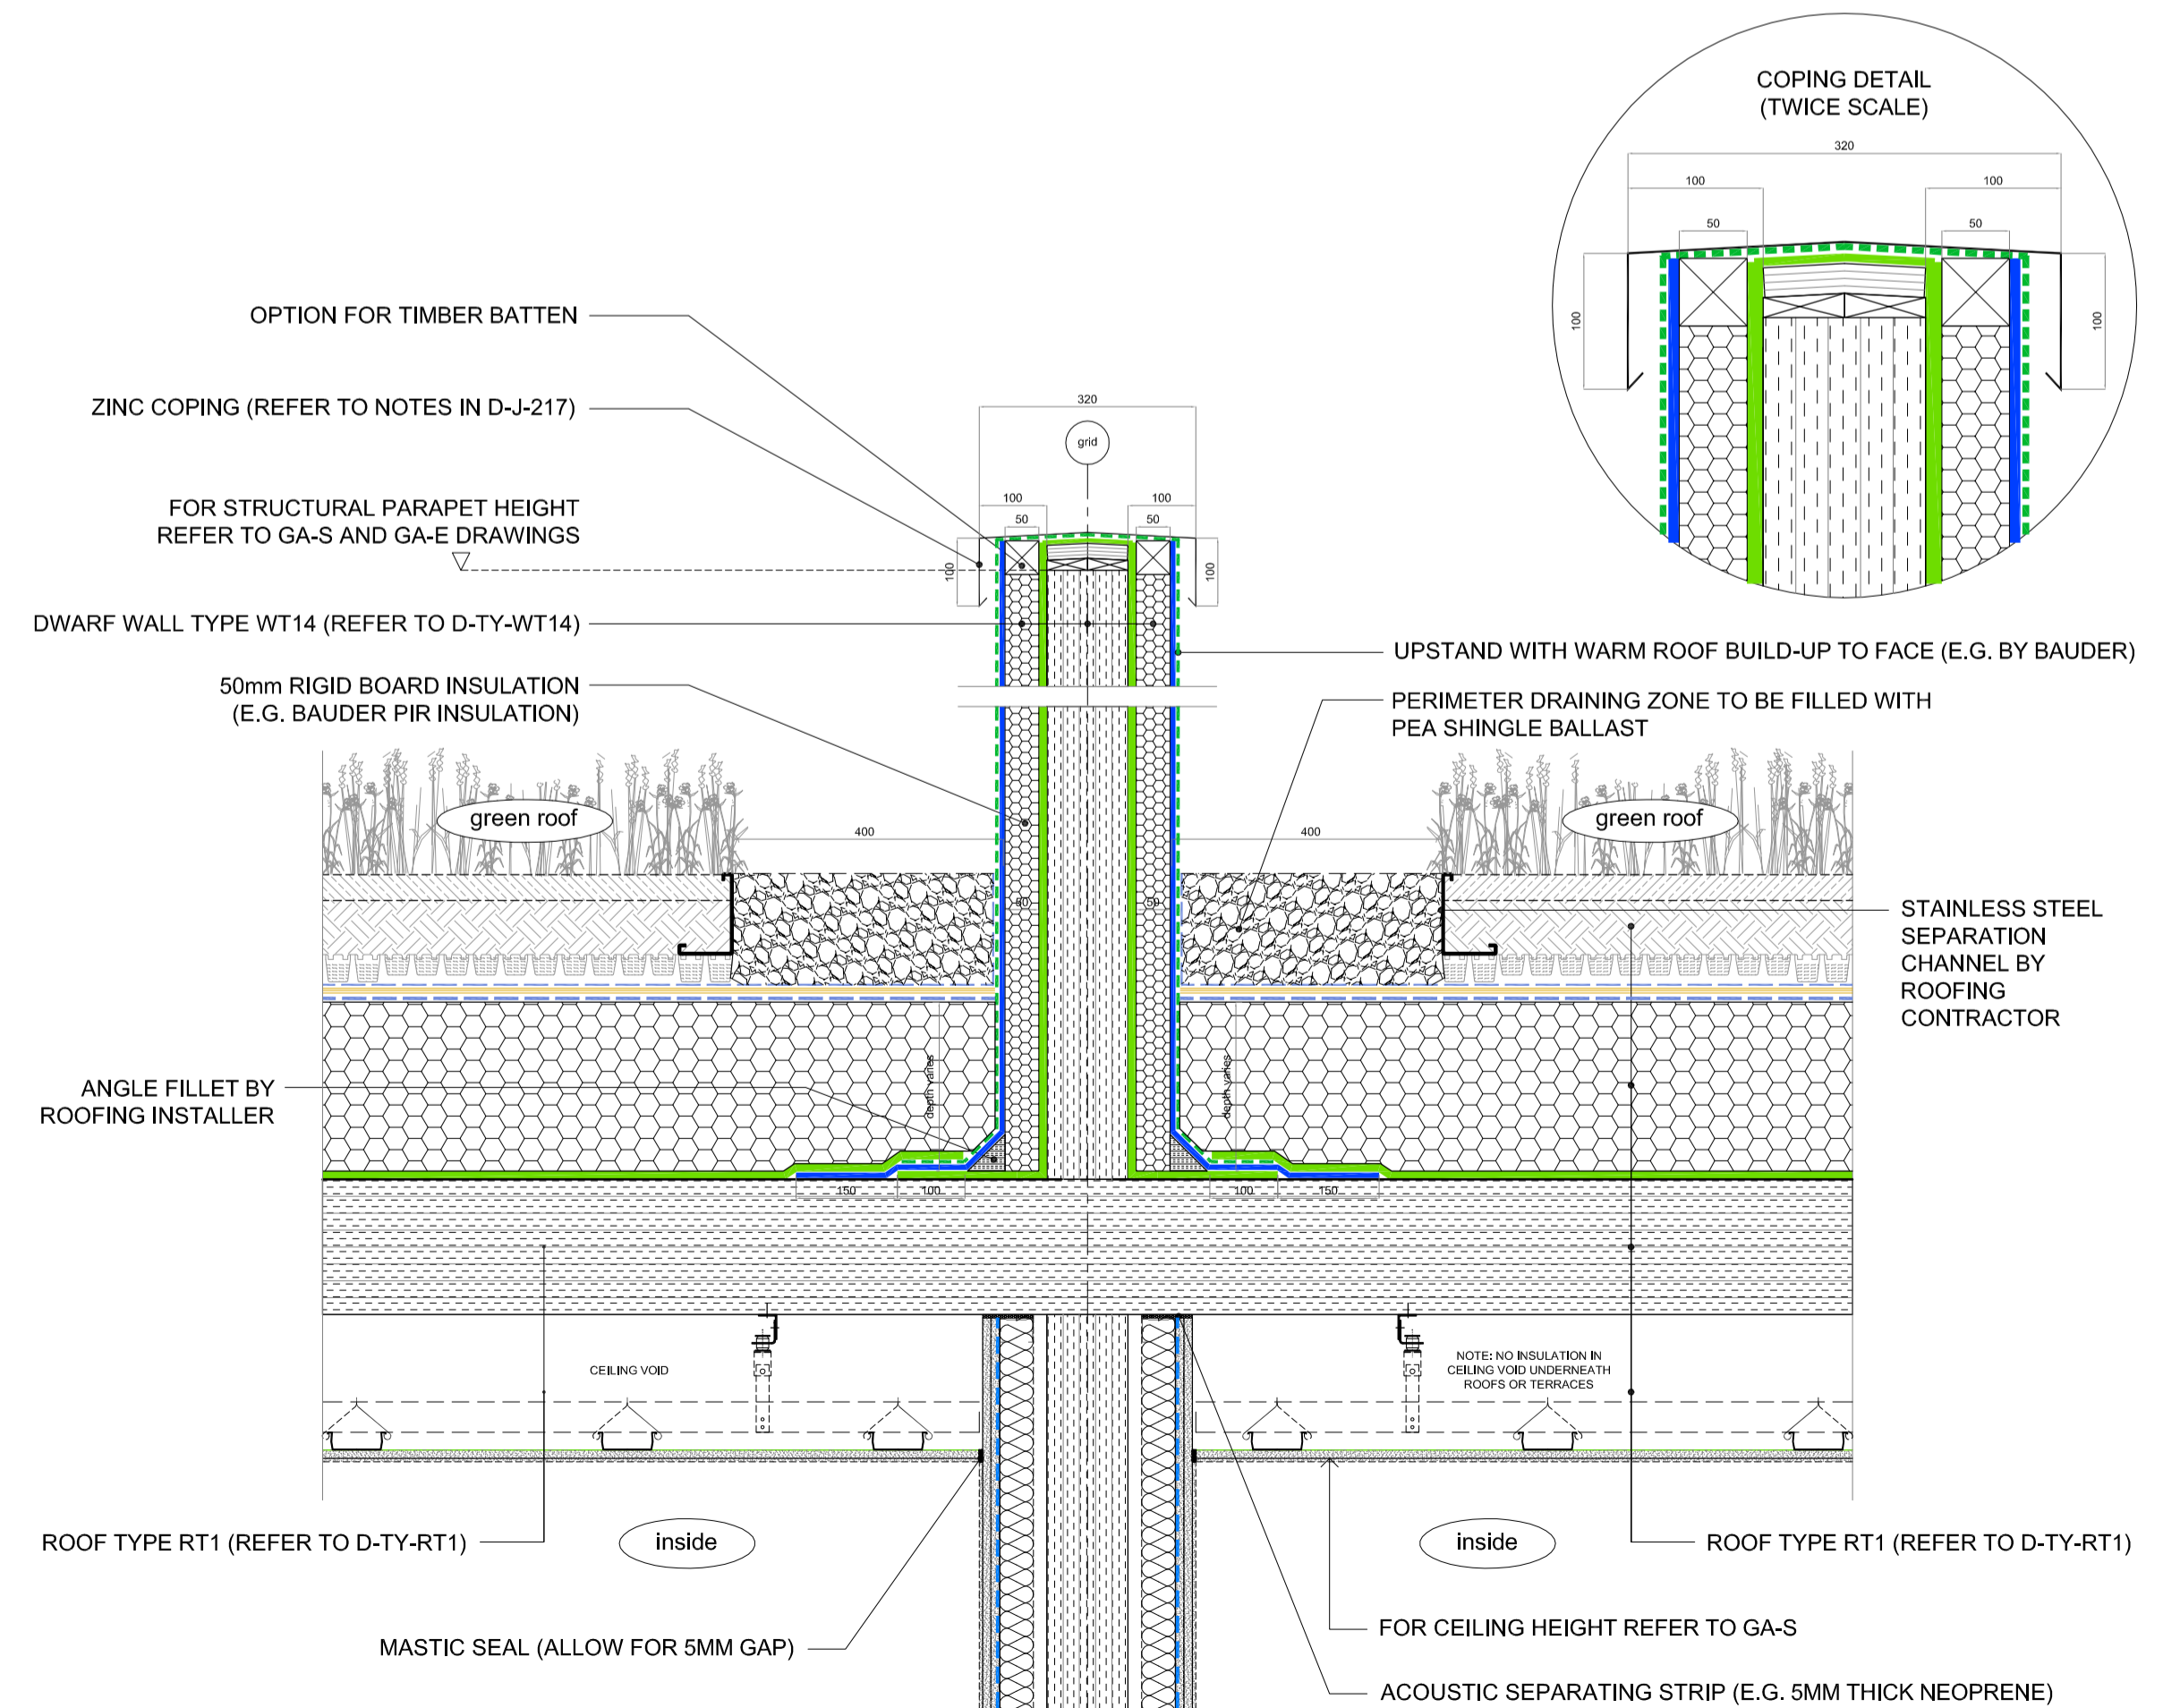 COPING DETAIL
(TWICE SCALE)
320
100
100
50
50
100
100
OPTION FOR TIMBER BATTEN
ZINC COPING (REFER TO NOTES IN D-J-217)
FOR STRUCTURAL PARAPET HEIGHT
REFER TO GA-S AND GA-E DRAWINGS
DWARF WALL TYPE WT14 (REFER TO D-TY-WT14)
50mm RIGID BOARD INSULATION
(E.G. BAUDER PIR INSULATION)
320
grid
100
100
50
50
100
100
UPSTAND WITH WARM ROOF BUILD-UP TO FACE (E.G. BY BAUDER)
PERIMETER DRAINING ZONE TO BE FILLED WITH
PEA SHINGLE BALLAST
green roof
400
400
green roof
50
50
STAINLESS STEEL
SEPARATION
CHANNEL BY
ROOFING
CONTRACTOR
ANGLE FILLET BY
ROOFING INSTALLER
depth varies
depth varies
150
100
100
150
CEILING VOID
NOTE: NO INSULATION IN
CEILING VOID UNDERNEATH
ROOFS OR TERRACES
ROOF TYPE RT1 (REFER TO D-TY-RT1)
inside
inside
ROOF TYPE RT1 (REFER TO D-TY-RT1)
MASTIC SEAL (ALLOW FOR 5MM GAP)
FOR CEILING HEIGHT REFER TO GA-S
ACOUSTIC SEPARATING STRIP (E.G. 5MM THICK NEOPRENE)